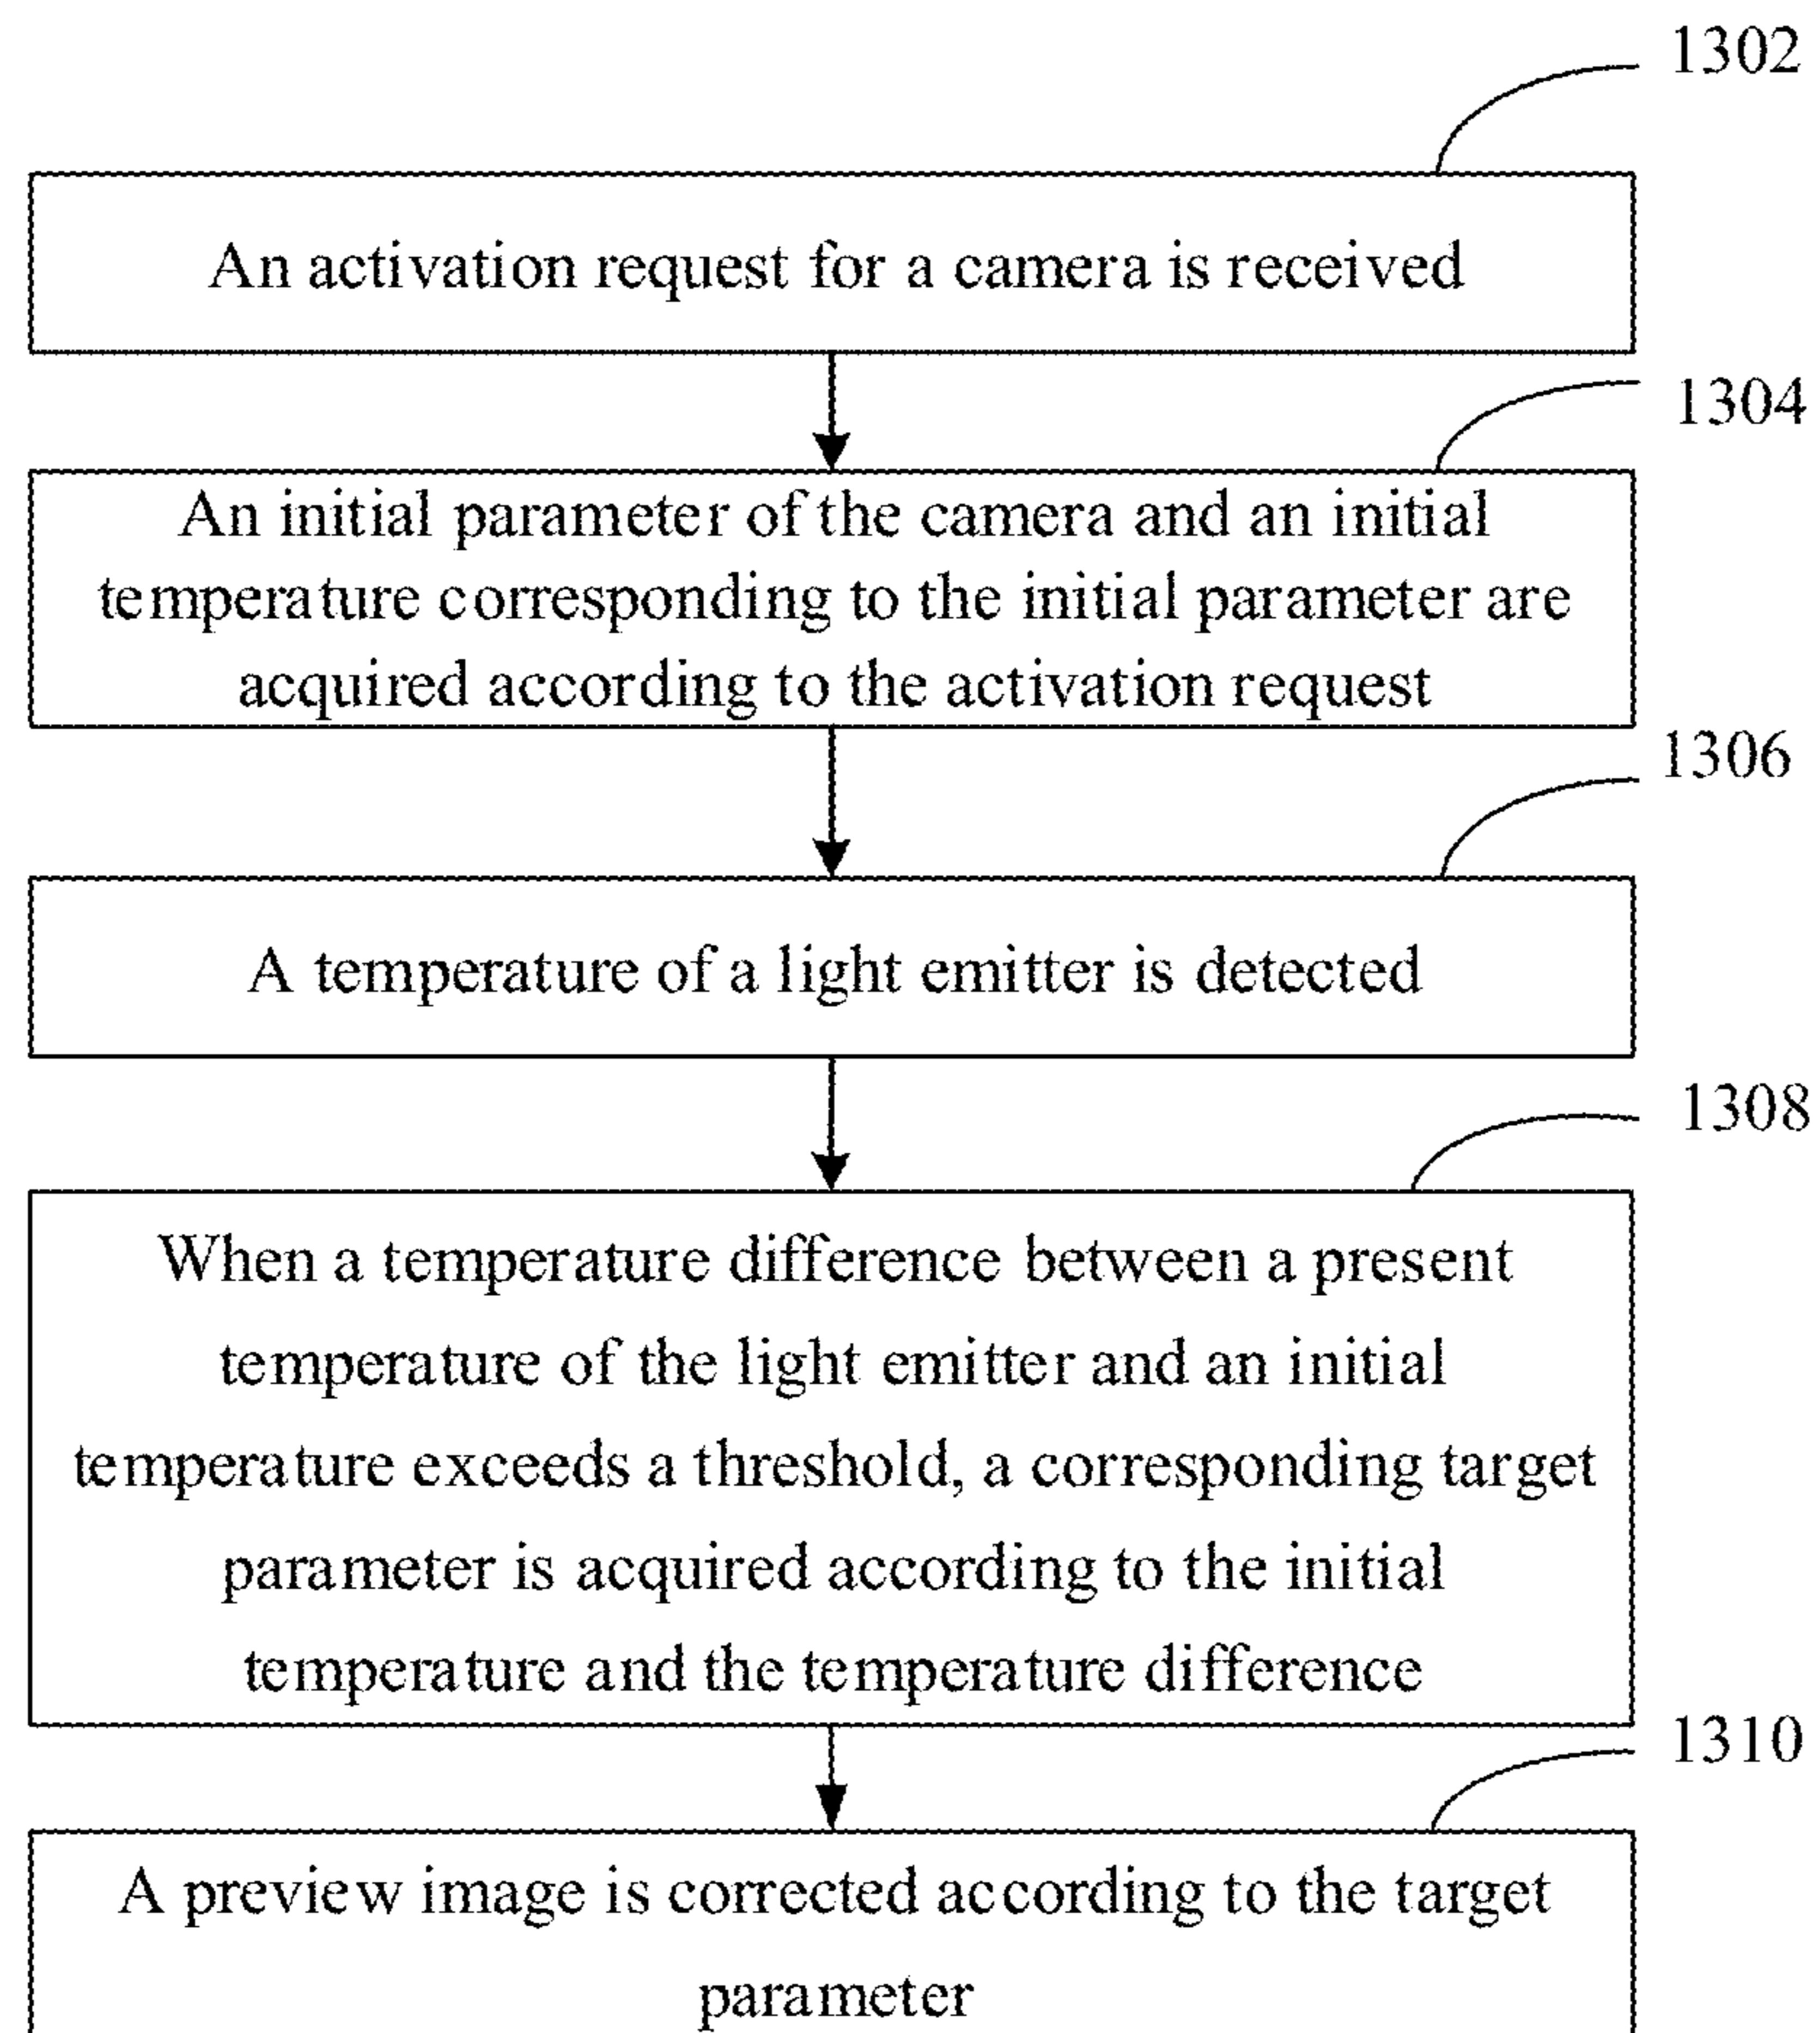 1302
An activation request for a camera is received
1304
An initial parameter of the camera and an initial
temperature corresponding to the initial parameter are
acquired according to the activation request
1306
A temperature of a light emitter is detected
1308
When a temperature difference between a present
temperature of the light emitter and an initial
temperature exceeds a threshold, a corresponding target
parameter is acquired according to the initial
temperature and the temperature difference
1310
A preview image is corrected according to the target
parameter